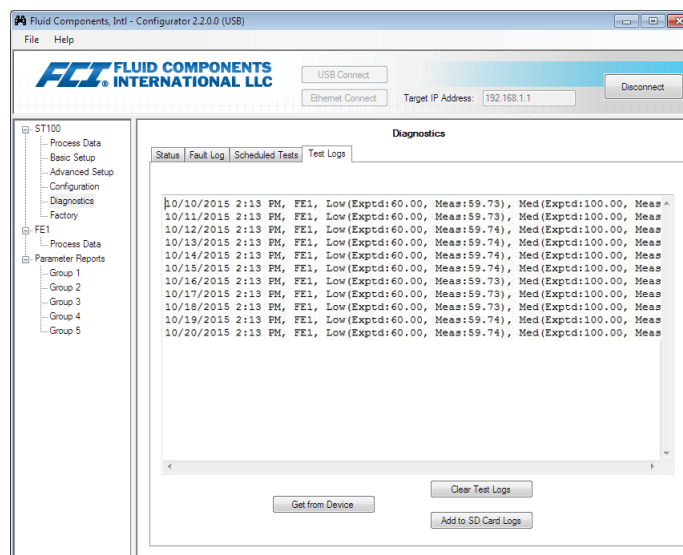 Fluid Components, Intl - Configurator 2.2.0.0 (USB)
File Help
FCI® FLUID COMPONENTS
INTERNATIONAL LLC
USB Connect
Ethernet Connect
Target IP Address: 192.168.1.1
Disconnect
ST100
Process Data
Basic Setup
Advanced Setup
Configuration
Diagnostics
Factory
FE1
Process Data
Parameter Reports
Group 1
Group 2
Group 3
Group 4
Group 5
Diagnostics
Status Fault Log Scheduled Tests Test Logs
10/10/2015 2:13 PM, FE1, Low(Exptd:60.00, Meas:59.73), Med(Exptd:100.00, Meas
10/11/2015 2:13 PM, FE1, Low(Exptd:60.00, Meas:59.73), Med(Exptd:100.00, Meas
10/12/2015 2:13 PM, FE1, Low(Exptd:60.00, Meas:59.74), Med(Exptd:100.00, Meas
10/13/2015 2:13 PM, FE1, Low(Exptd:60.00, Meas:59.74), Med(Exptd:100.00, Meas
10/14/2015 2:13 PM, FE1, Low(Exptd:60.00, Meas:59.74), Med(Exptd:100.00, Meas
10/15/2015 2:13 PM, FE1, Low(Exptd:60.00, Meas:59.74), Med(Exptd:100.00, Meas
10/16/2015 2:13 PM, FE1, Low(Exptd:60.00, Meas:59.73), Med(Exptd:100.00, Meas
10/17/2015 2:13 PM, FE1, Low(Exptd:60.00, Meas:59.73), Med(Exptd:100.00, Meas
10/18/2015 2:13 PM, FE1, Low(Exptd:60.00, Meas:59.73), Med(Exptd:100.00, Meas
10/19/2015 2:13 PM, FE1, Low(Exptd:60.00, Meas:59.74), Med(Exptd:100.00, Meas
10/20/2015 2:13 PM, FE1, Low(Exptd:60.00, Meas:59.74), Med(Exptd:100.00, Meas
Get from Device
Clear Test Logs
Add to SD Card Logs